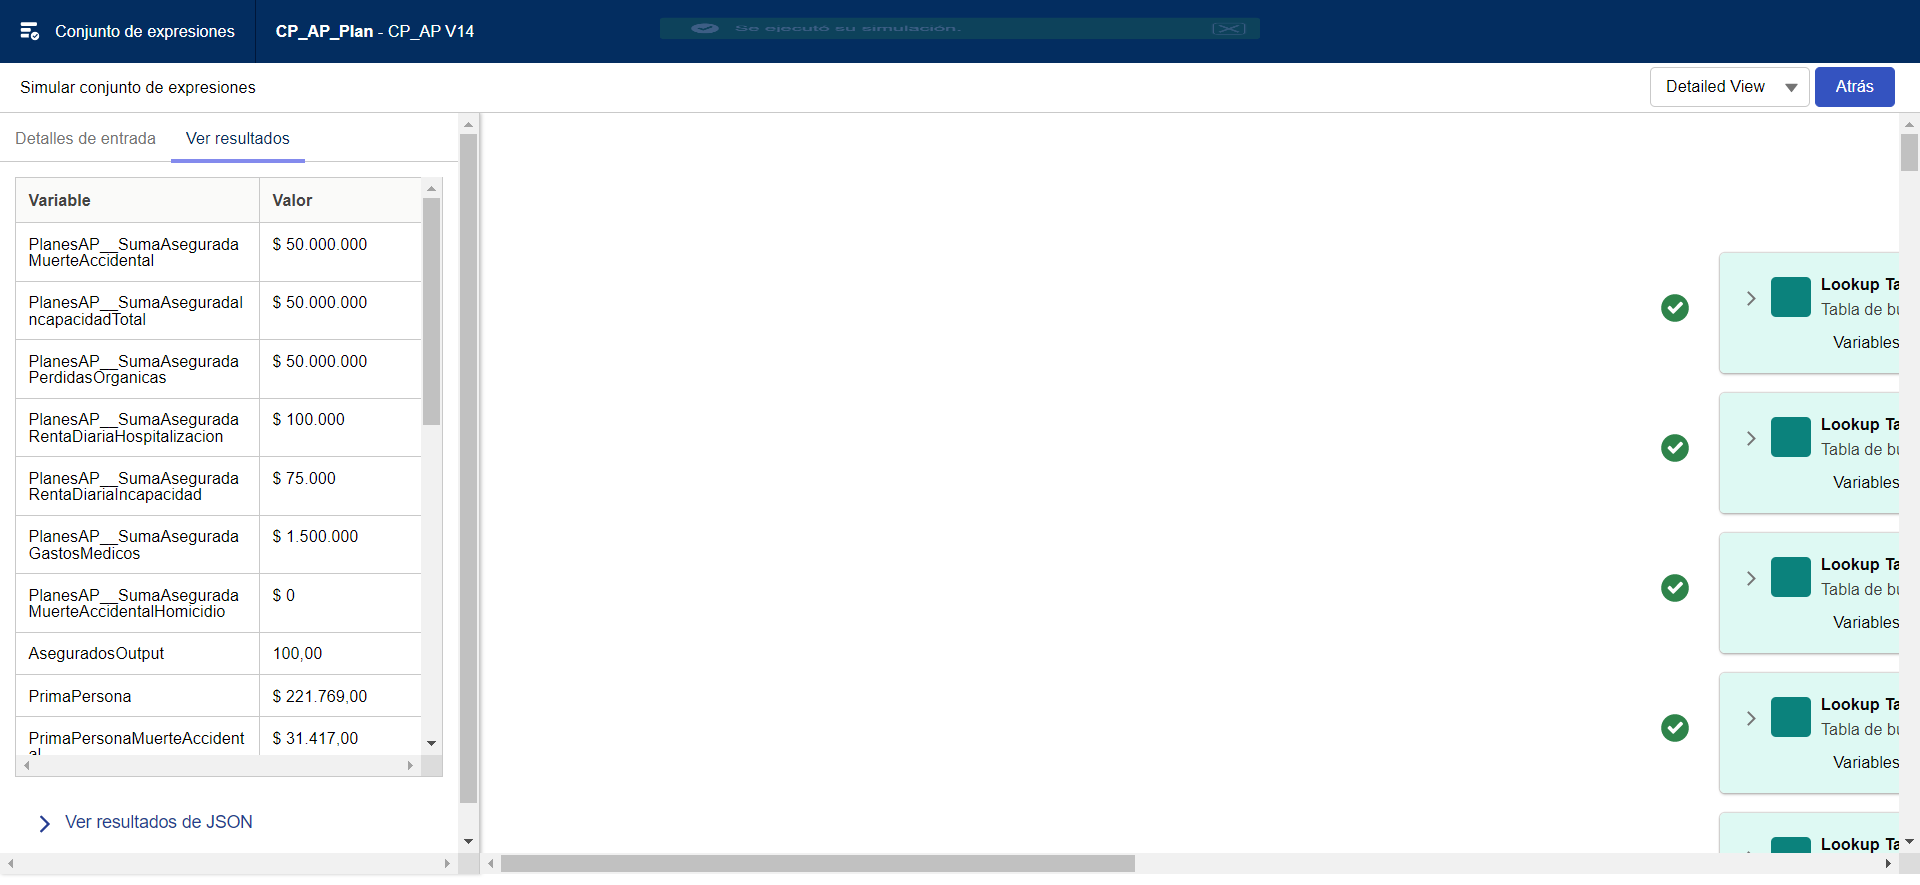 Conjunto de expresiones
CP_AP_Plan - CP_AP V14
Se ejecutó su simulación.
Simular conjunto de expresiones
Detailed View
Atrás
Detalles de entrada
Ver resultados
Variable
Valor
PlanesAP__SumaAsegurada
MuerteAccidental
$ 50.000.000
PlanesAP__SumaAseguradaI
ncapacidadTotal
$ 50.000.000
PlanesAP__SumaAsegurada
PerdidasOrganicas
$ 50.000.000
PlanesAP__SumaAsegurada
RentaDiariaHospitalizacion
$ 100.000
PlanesAP__SumaAsegurada
RentaDiariaIncapacidad
$ 75.000
PlanesAP__SumaAsegurada
GastosMedicos
$ 1.500.000
PlanesAP__SumaAsegurada
MuerteAccidentalHomicidio
$ 0
AseguradosOutput
100,00
PrimaPersona
$ 221.769,00
PrimaPersonaMuerteAccident
al
$ 31.417,00
Ver resultados de JSON
Lookup Ta
Tabla de bu
Variables
Lookup Ta
Tabla de bu
Variables
Lookup Ta
Tabla de bu
Variables
Lookup Ta
Tabla de bu
Variables
Lookup Ta